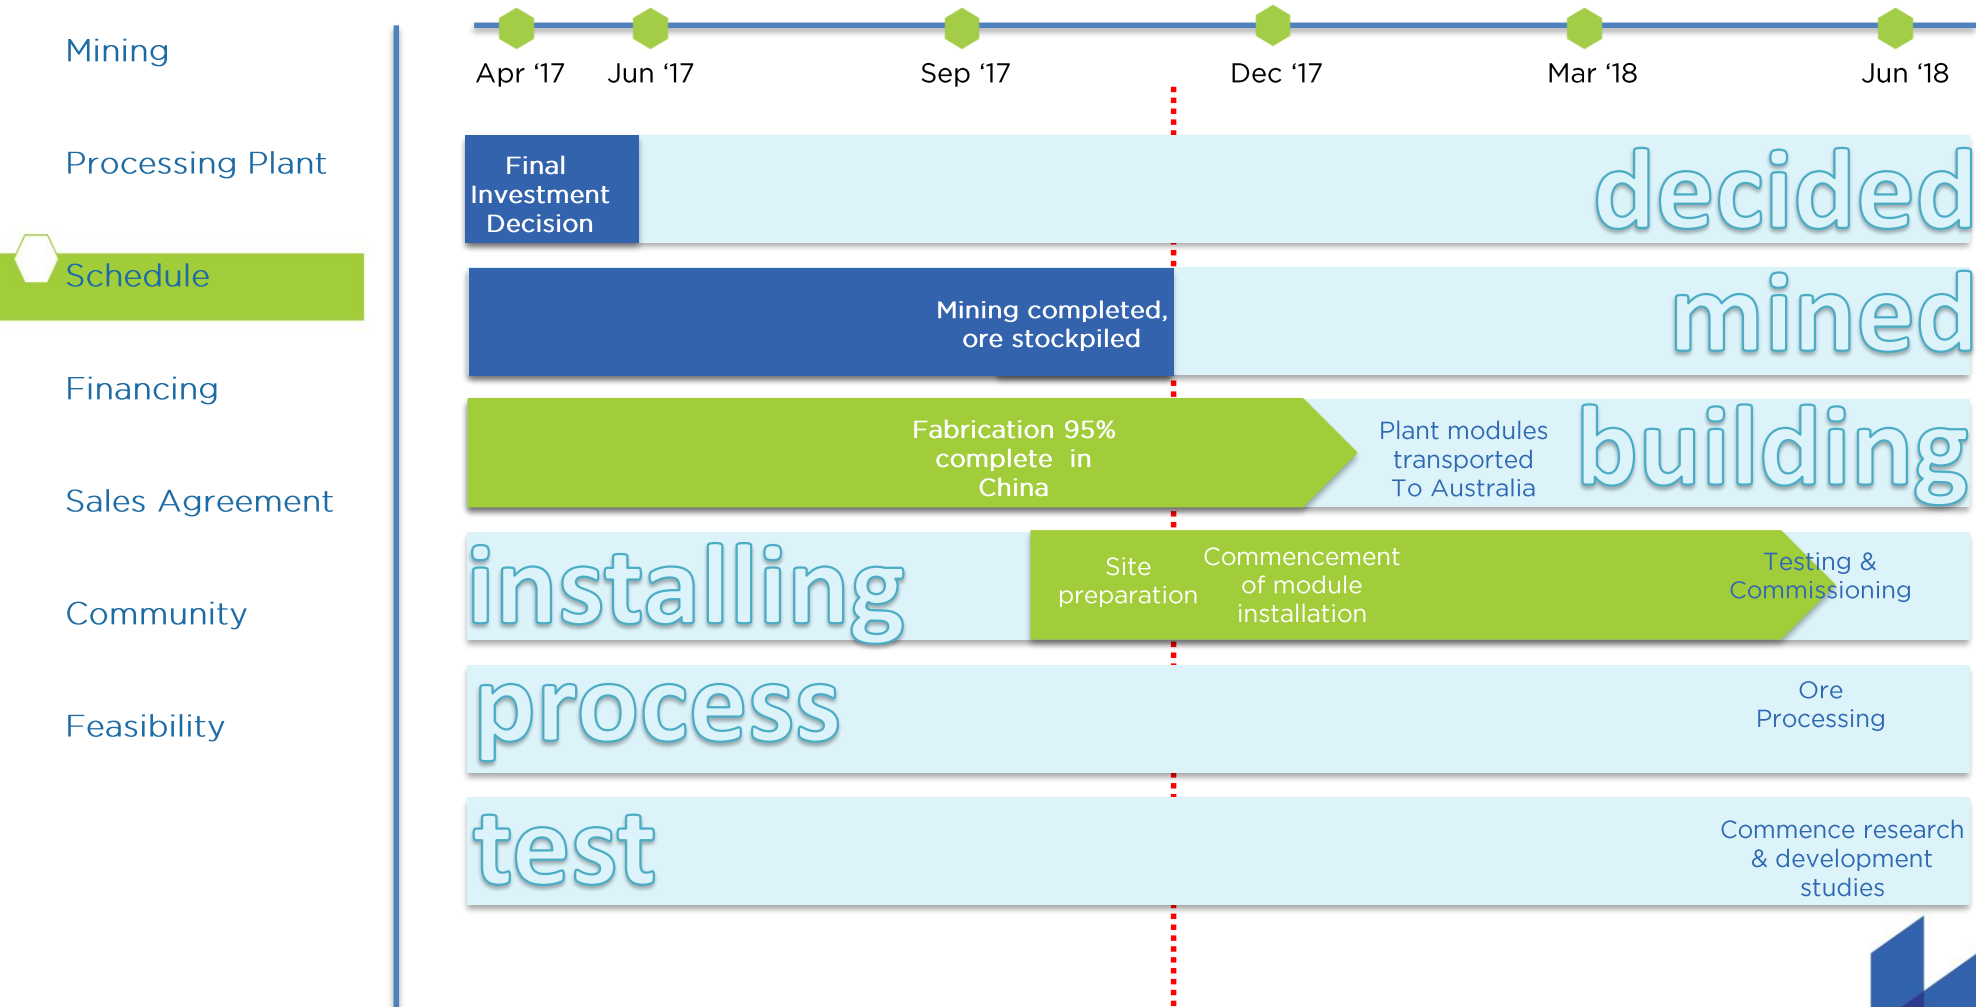 Mining
Processing Plant
Schedule
Financing
Sales Agreement
Community
Feasibility
Apr ‘17
Jun ‘17
Sep ‘17
Dec ‘17
Mar ‘18
Jun ‘18
Final
Investment
Decision
decided
Mining completed,
ore stockpiled
mined
Fabrication 95%
complete in
China
Plant modules
transported
To Australia
building
installing
Site
preparation
Commencement
of module
installation
Testing &
Commissioning
process
Ore
Processing
test
Commence research
& development
studies